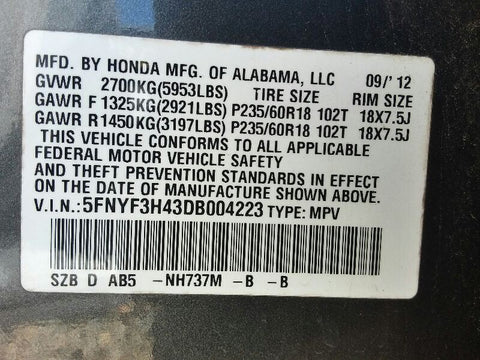 MFD. BY HONDA MFG. OF ALABAMA, LLC 09/'12
GVWR 2700KG(5953LBS) TIRE SIZE RIM SIZE
GAWR F 1325KG(2921LBS) P235/60R18 102T 18X7.5J
GAWR R 1450KG(3197LBS) P235/60R18 102T 18X7.5J
THIS VEHICLE CONFORMS TO ALL APPLICABLE
FEDERAL MOTOR VEHICLE SAFETY
AND THEFT PREVENTION STANDARDS IN EFFECT
ON THE DATE OF MANUFACTURE SHOWN ABOVE.
V.I.N.:5FNYF3H43DB004223 TYPE: MPV
SZB D AB5 -NH737M -B -B